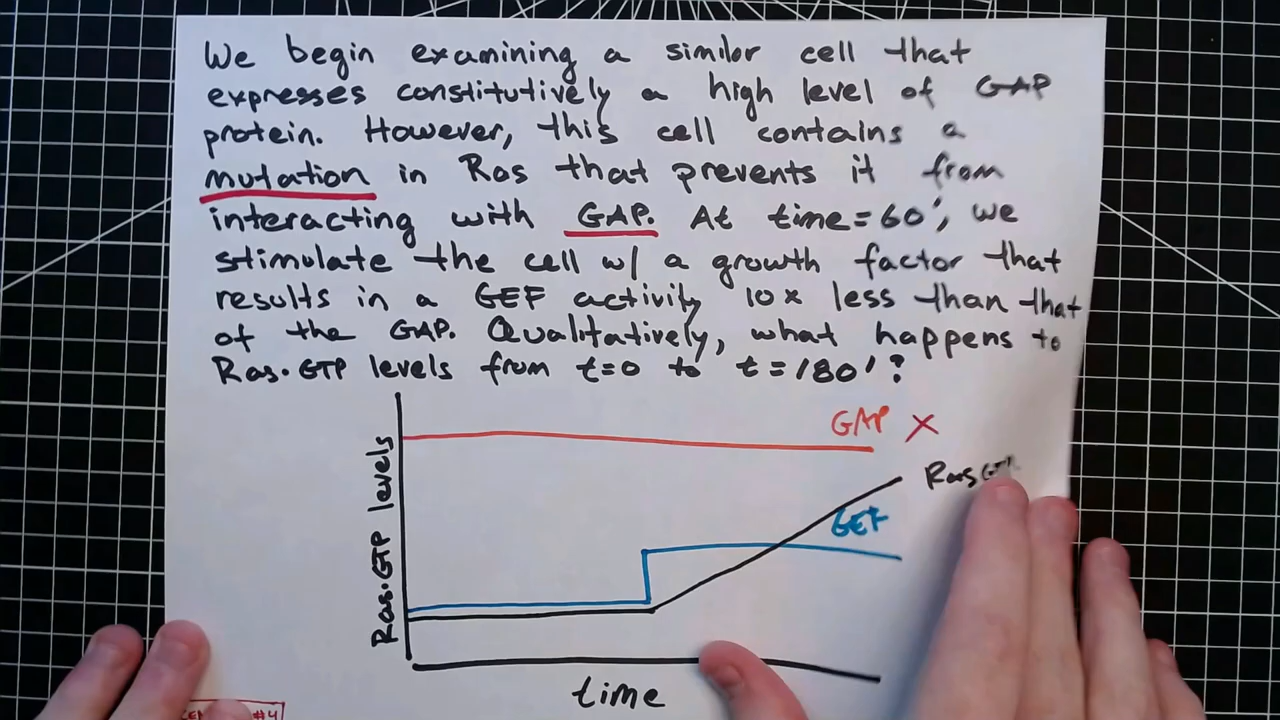 We begin examining a similar cell that
expresses constitutively a high level of GAP
protein. However, this cell contains a
mutation in Ras that prevents it from
interacting with GAP. At time=60', we
stimulate the cell w/ a growth factor that
results in a GEF activity 10x less than that
of the GAP. Qualitatively, what happens to
Ras·GTP levels from t=0 to t=180'?
GAP X
Ras
GEF
Ras·GTP levels
time
#4